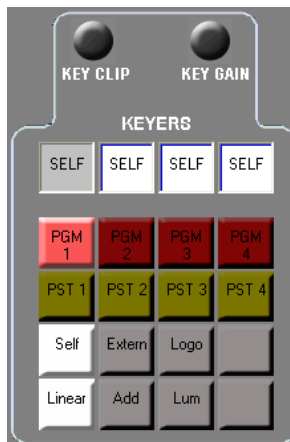 KEY CLIP KEY GAIN
KEYERS
SELF SELF SELF SELF
PGM PGM PGM PGM
1 2 3 4
PST 1 PST 2 PST 3 PST 4
Self Extern Logo
Linear Add Lum